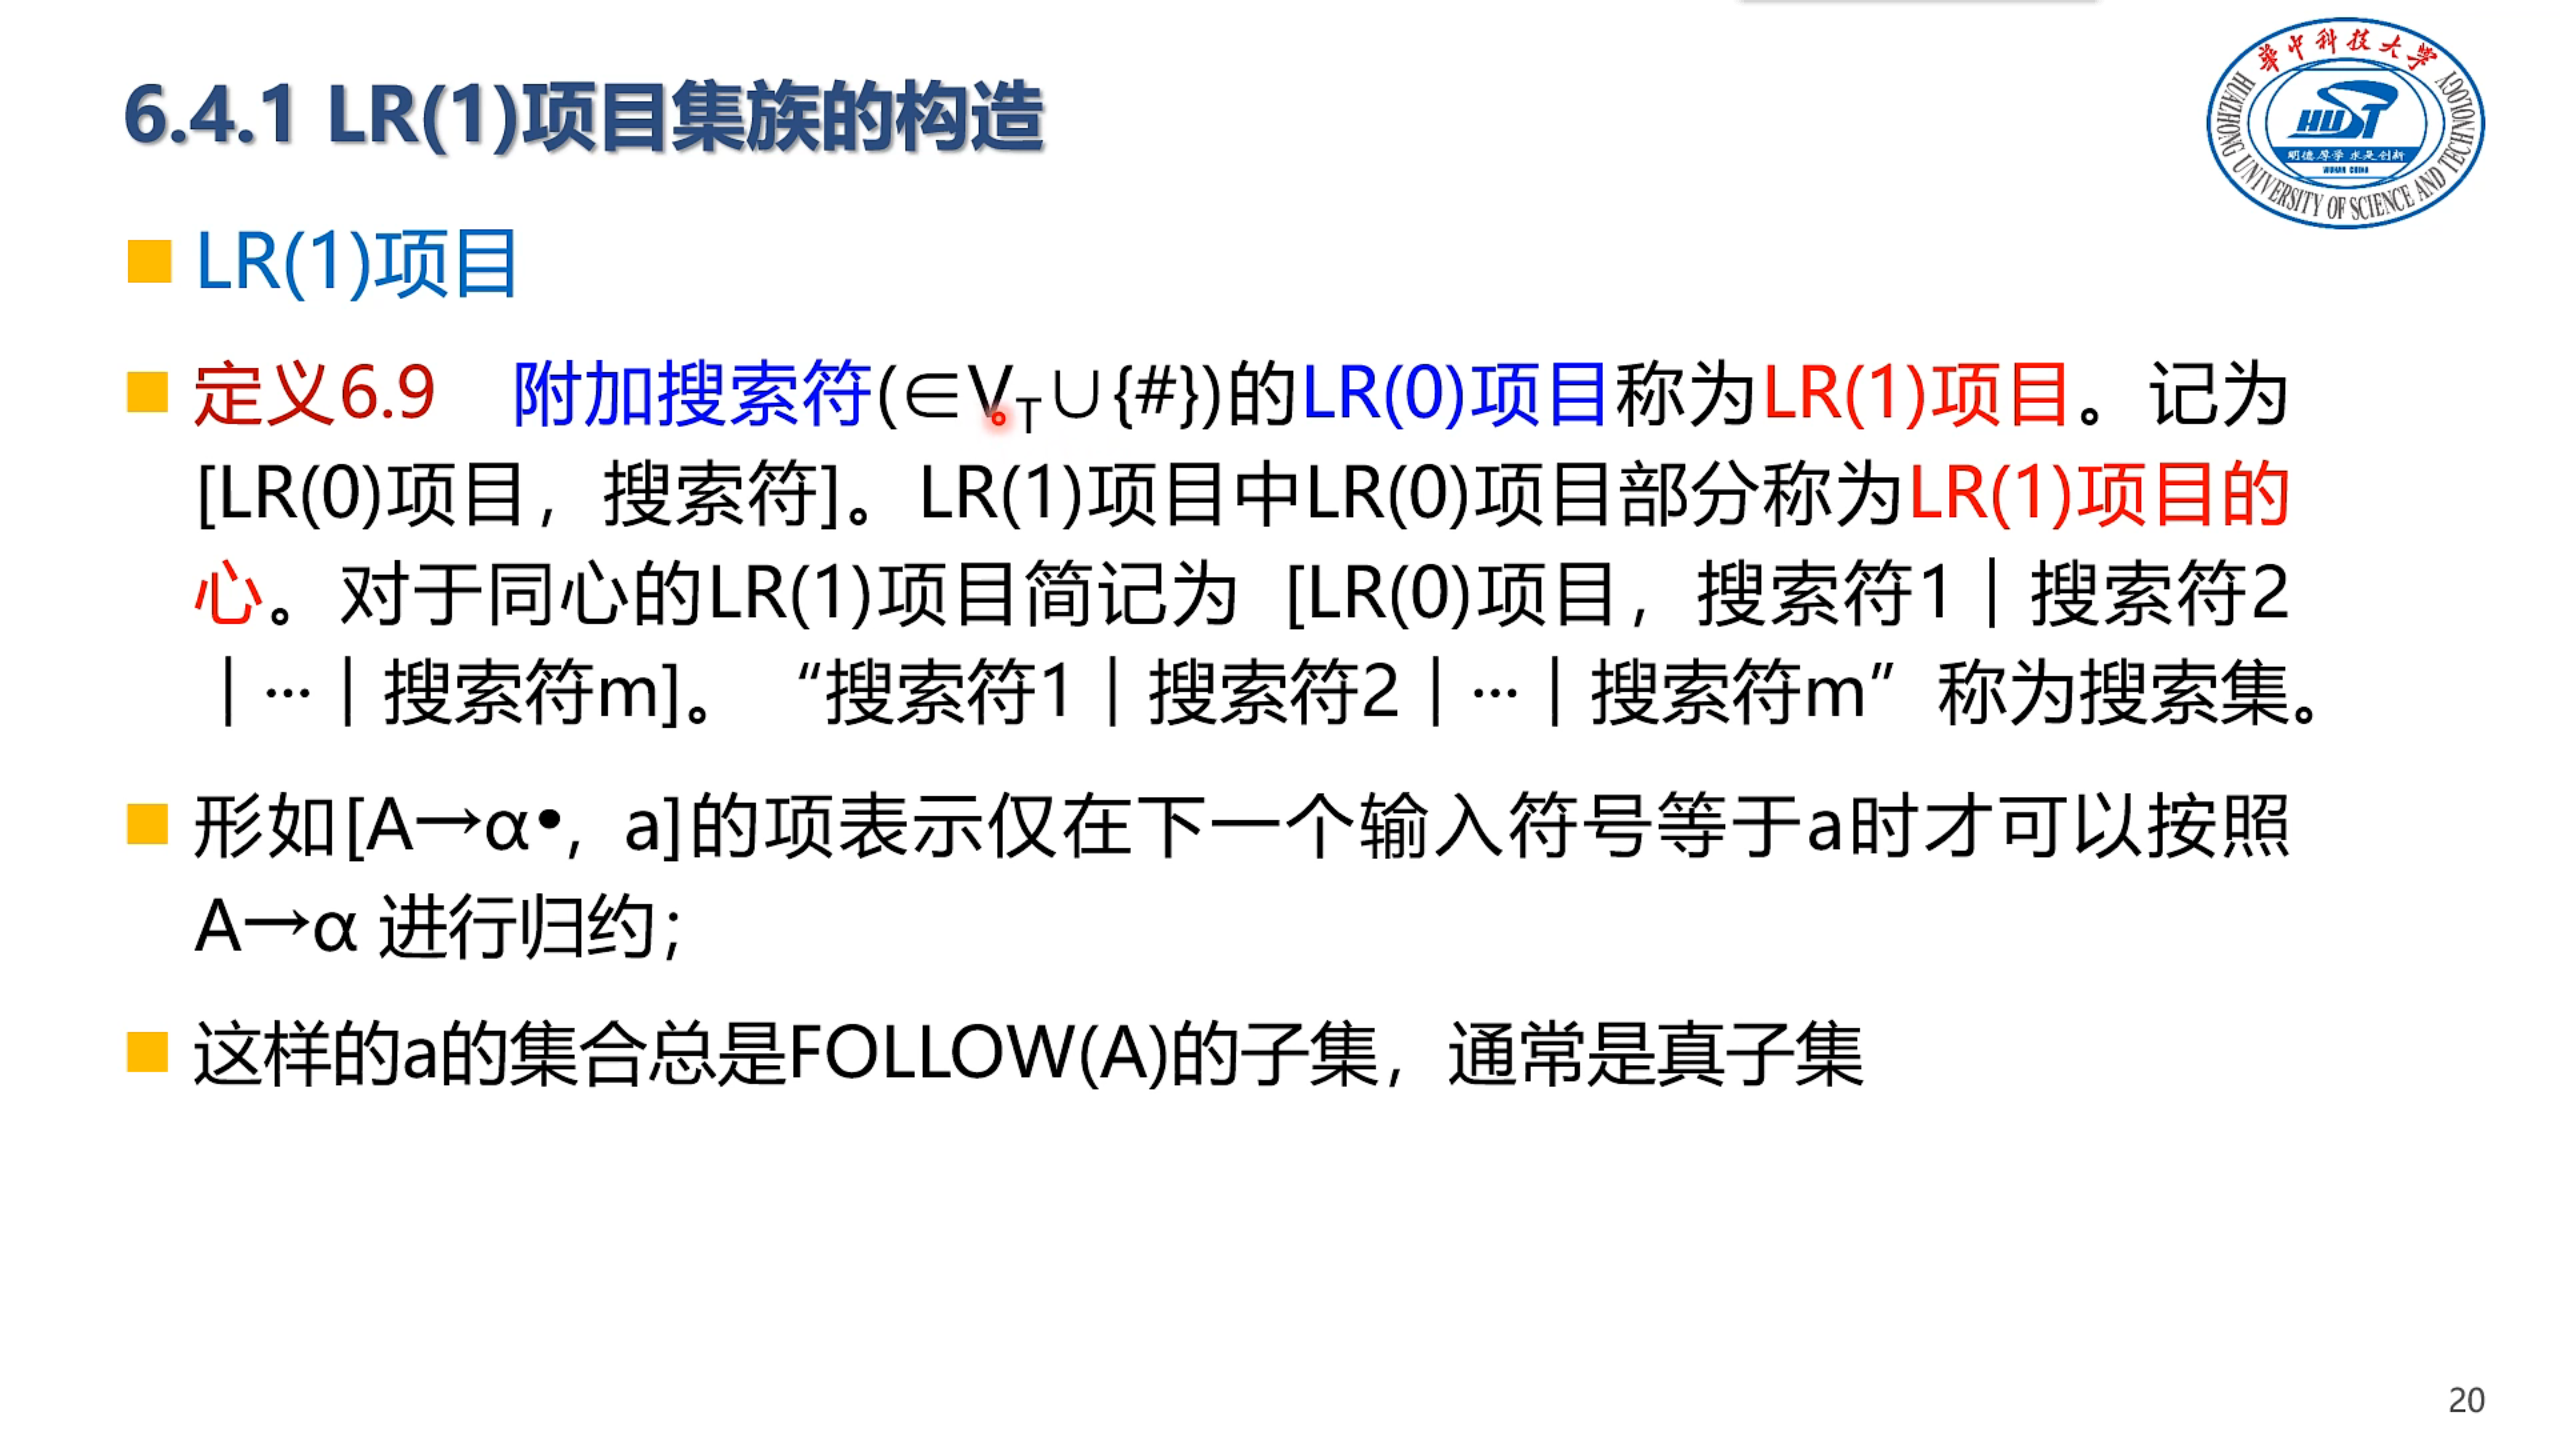 6.4.1 LR(1)项目集族的构造
華中科技大学
HUAZHONG UNIVERSITY OF SCIENCE AND TECHNOLOGY
HUST
明德厚学 求是创新
WUHAN CHINA
LR(1)项目
定义6.9 附加搜索符(∈V_T∪{#})的LR(0)项目称为LR(1)项目。记为
[LR(0)项目，搜索符]。LR(1)项目中LR(0)项目部分称为LR(1)项目的
心。对于同心的LR(1)项目简记为 [LR(0)项目，搜索符1｜搜索符2
｜…｜搜索符m]。“搜索符1｜搜索符2｜…｜搜索符m”称为搜索集。
形如[A→α•，a]的项表示仅在下一个输入符号等于a时才可以按照
A→α 进行归约；
这样的a的集合总是FOLLOW(A)的子集，通常是真子集
20